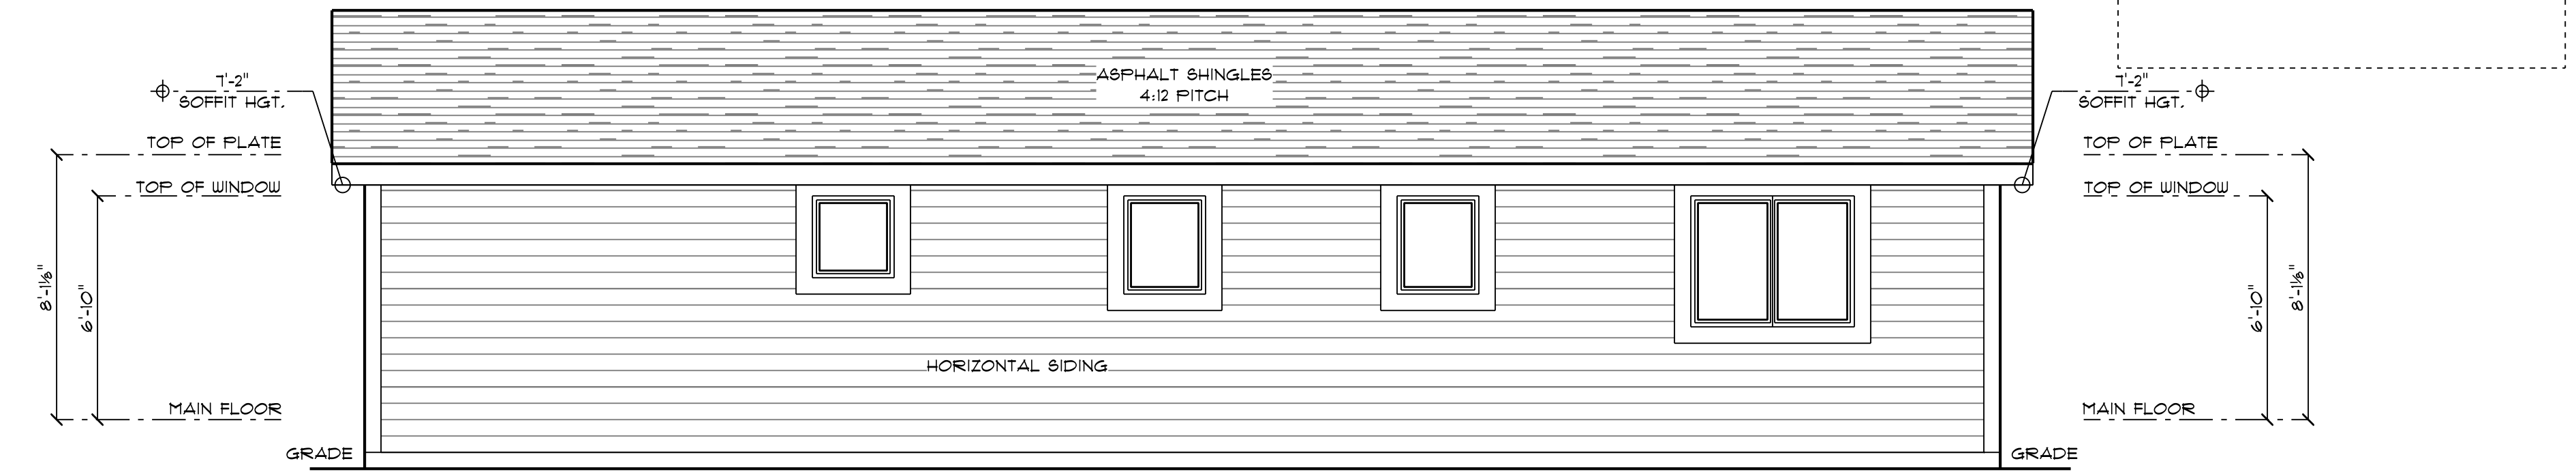 ASPHALT SHINGLES
4:12 PITCH
7'-2"
SOFFIT HGT.
TOP OF PLATE
TOP OF WINDOW
8'-1⅛"
6'-10"
MAIN FLOOR
GRADE
HORIZONTAL SIDING
7'-2"
SOFFIT HGT.
TOP OF PLATE
TOP OF WINDOW
6'-10"
8'-1⅛"
MAIN FLOOR
GRADE